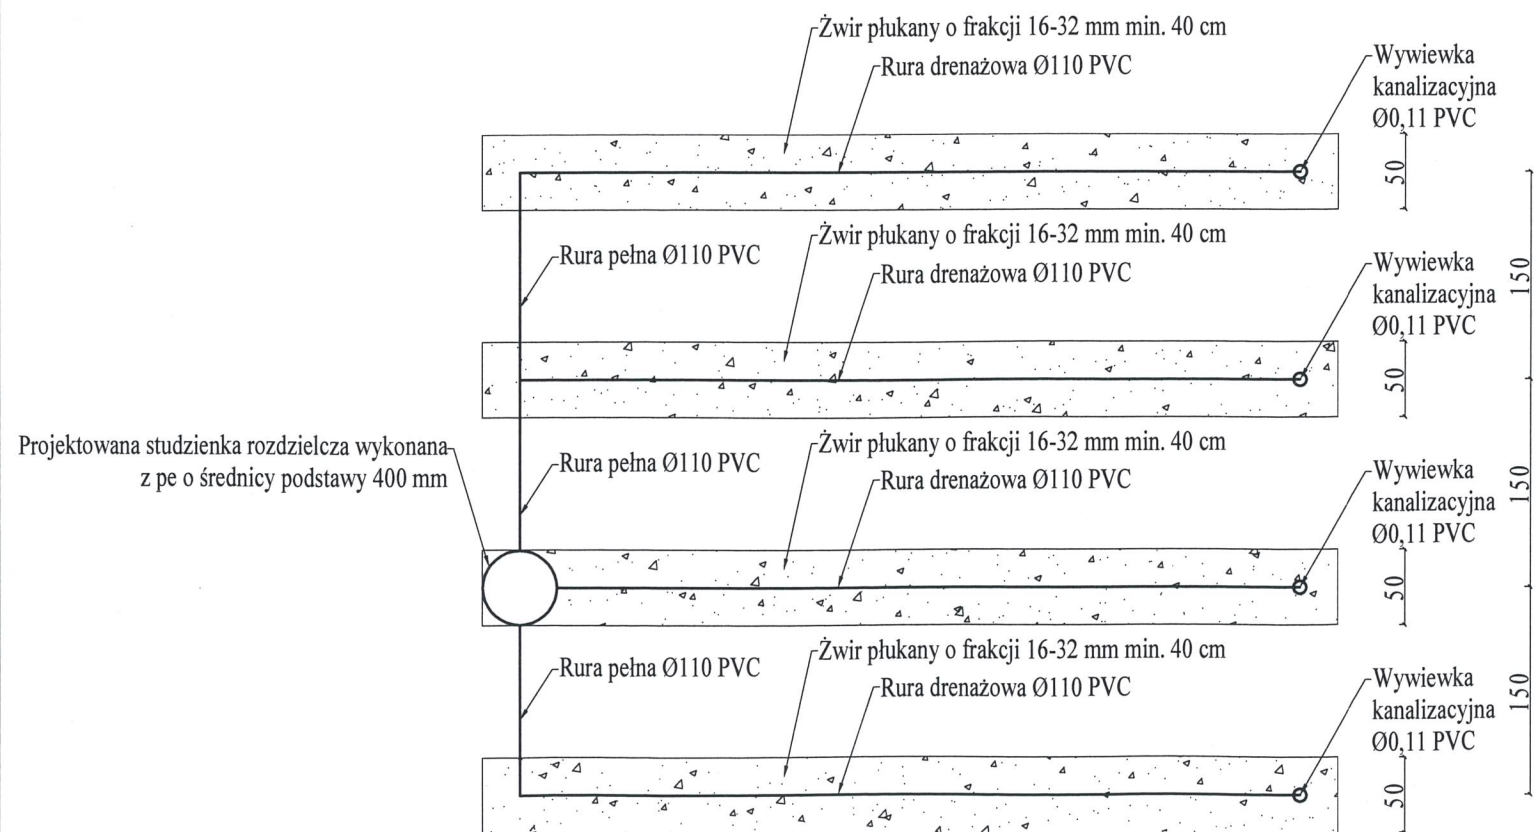 Żwir płukany o frakcji 16-32 mm min. 40 cm
Rura drenażowa Ø110 PVC
Wywiewka
kanalizacyjna
Ø0,11 PVC
50
Rura pełna Ø110 PVC
Żwir płukany o frakcji 16-32 mm min. 40 cm
Rura drenażowa Ø110 PVC
Wywiewka
kanalizacyjna
Ø0,11 PVC
150
50
Projektowana studzienka rozdzielcza wykonana
z pe o średnicy podstawy 400 mm
Rura pełna Ø110 PVC
Żwir płukany o frakcji 16-32 mm min. 40 cm
Rura drenażowa Ø110 PVC
Wywiewka
kanalizacyjna
Ø0,11 PVC
150
50
Rura pełna Ø110 PVC
Żwir płukany o frakcji 16-32 mm min. 40 cm
Rura drenażowa Ø110 PVC
Wywiewka
kanalizacyjna
Ø0,11 PVC
150
50